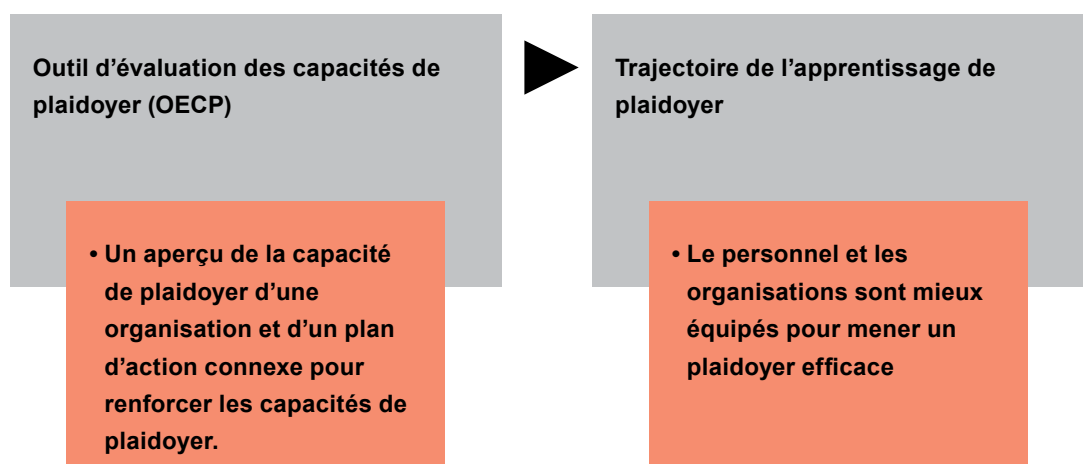 Outil d’évaluation des capacités de
plaidoyer (OECP)
• Un aperçu de la capacité
de plaidoyer d’une
organisation et d’un plan
d’action connexe pour
renforcer les capacités de
plaidoyer.
Trajectoire de l’apprentissage de
plaidoyer
• Le personnel et les
organisations sont mieux
équipés pour mener un
plaidoyer efficace